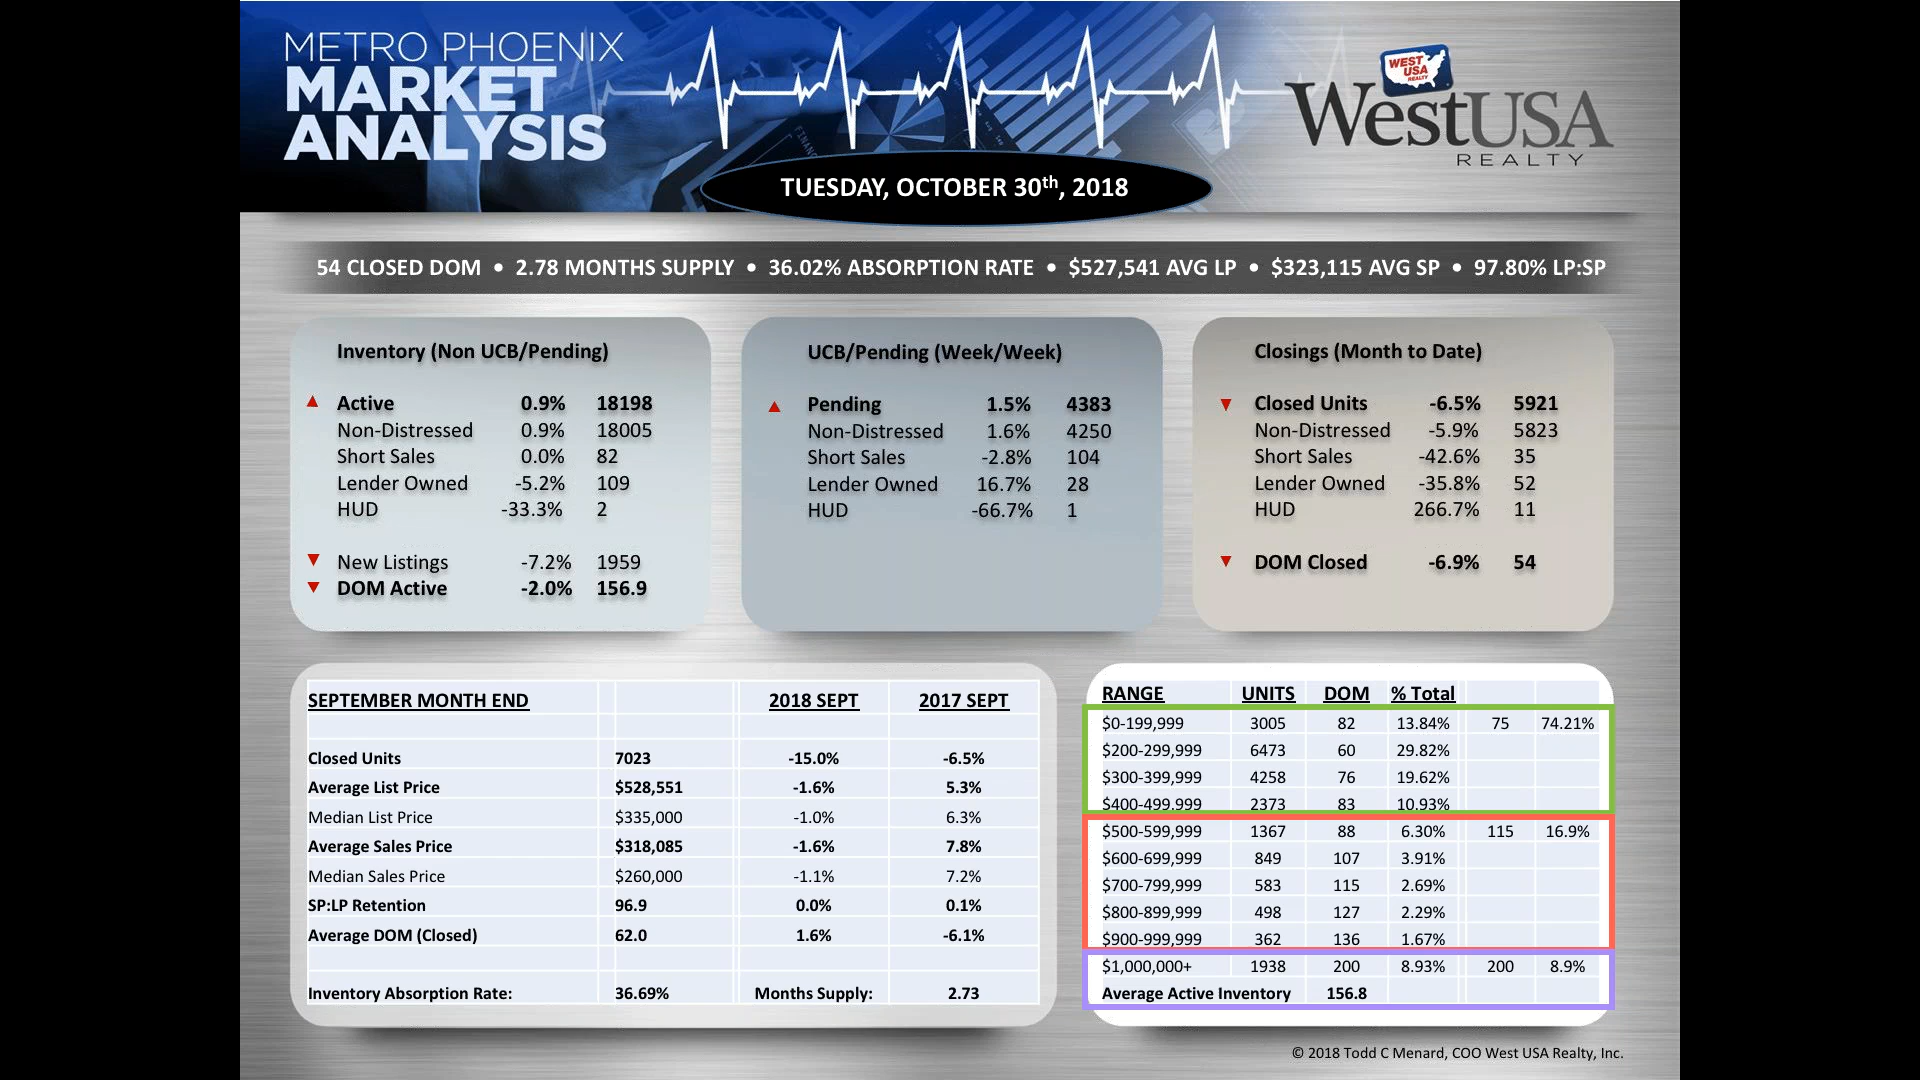 METRO PHOENIX
MARKET
ANALYSIS
WEST
USA
REALTY
WestUSA
REALTY
TUESDAY, OCTOBER 30th, 2018
54 CLOSED DOM • 2.78 MONTHS SUPPLY • 36.02% ABSORPTION RATE • $527,541 AVG LP • $323,115 AVG SP • 97.80% LP:SP
Inventory (Non UCB/Pending)
▲ Active 0.9% 18198
Non-Distressed 0.9% 18005
Short Sales 0.0% 82
Lender Owned -5.2% 109
HUD -33.3% 2
▼ New Listings -7.2% 1959
▼ DOM Active -2.0% 156.9
UCB/Pending (Week/Week)
▲ Pending 1.5% 4383
Non-Distressed 1.6% 4250
Short Sales -2.8% 104
Lender Owned 16.7% 28
HUD -66.7% 1
Closings (Month to Date)
▼ Closed Units -6.5% 5921
Non-Distressed -5.9% 5823
Short Sales -42.6% 35
Lender Owned -35.8% 52
HUD 266.7% 11
▼ DOM Closed -6.9% 54
SEPTEMBER MONTH END 2018 SEPT 2017 SEPT
Closed Units 7023 -15.0% -6.5%
Average List Price $528,551 -1.6% 5.3%
Median List Price $335,000 -1.0% 6.3%
Average Sales Price $318,085 -1.6% 7.8%
Median Sales Price $260,000 -1.1% 7.2%
SP:LP Retention 96.9 0.0% 0.1%
Average DOM (Closed) 62.0 1.6% -6.1%
Inventory Absorption Rate: 36.69% Months Supply: 2.73
RANGE UNITS DOM % Total
$0-199,999 3005 82 13.84% 75 74.21%
$200-299,999 6473 60 29.82%
$300-399,999 4258 76 19.62%
$400-499,999 2373 83 10.93%
$500-599,999 1367 88 6.30% 115 16.9%
$600-699,999 849 107 3.91%
$700-799,999 583 115 2.69%
$800-899,999 498 127 2.29%
$900-999,999 362 136 1.67%
$1,000,000+ 1938 200 8.93% 200 8.9%
Average Active Inventory 156.8
© 2018 Todd C Menard, COO West USA Realty, Inc.